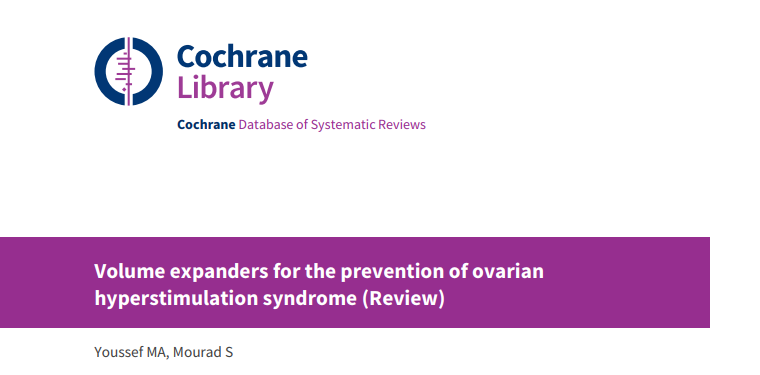 Cochrane
Library
Cochrane Database of Systematic Reviews
Volume expanders for the prevention of ovarian
hyperstimulation syndrome (Review)
Youssef MA, Mourad S